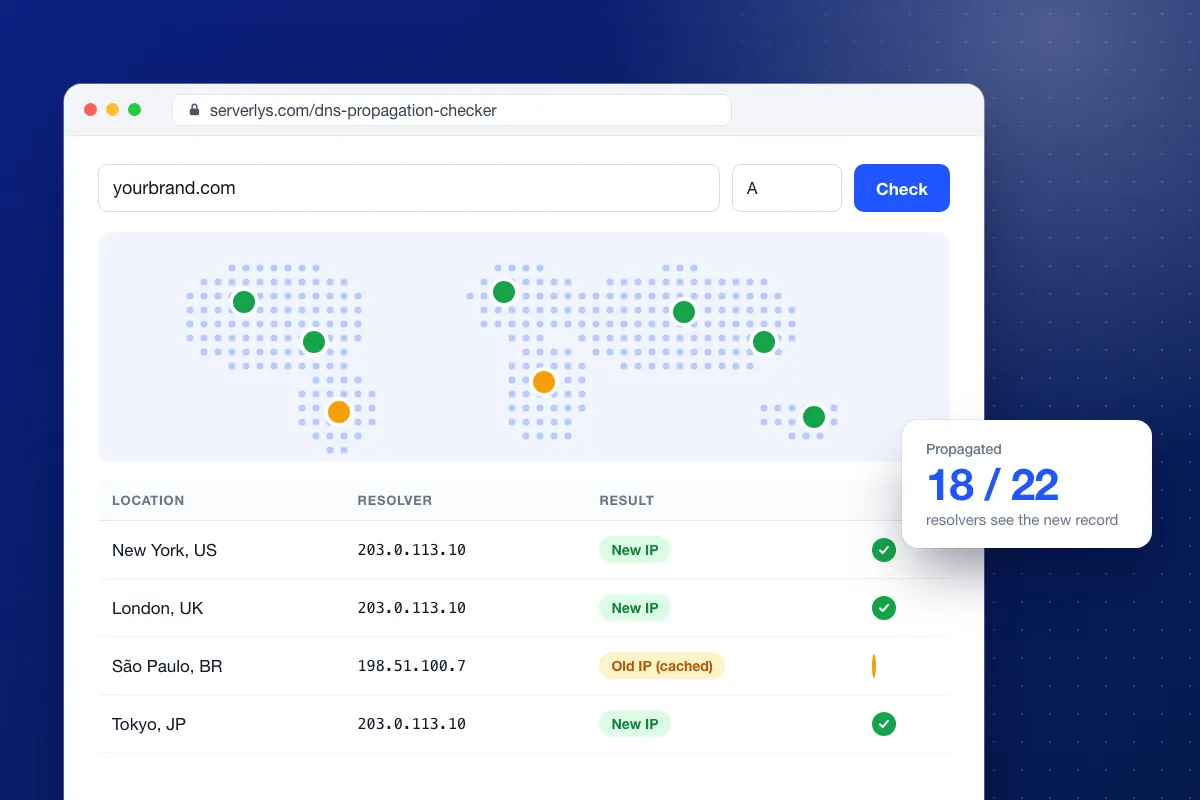 serverlys.com/dns-propagation-checker
yourbrand.com A Check
Propagated
18 / 22
resolvers see the new record
LOCATION RESOLVER RESULT
New York, US 203.0.113.10 New IP
London, UK 203.0.113.10 New IP
São Paulo, BR 198.51.100.7 Old IP (cached)
Tokyo, JP 203.0.113.10 New IP